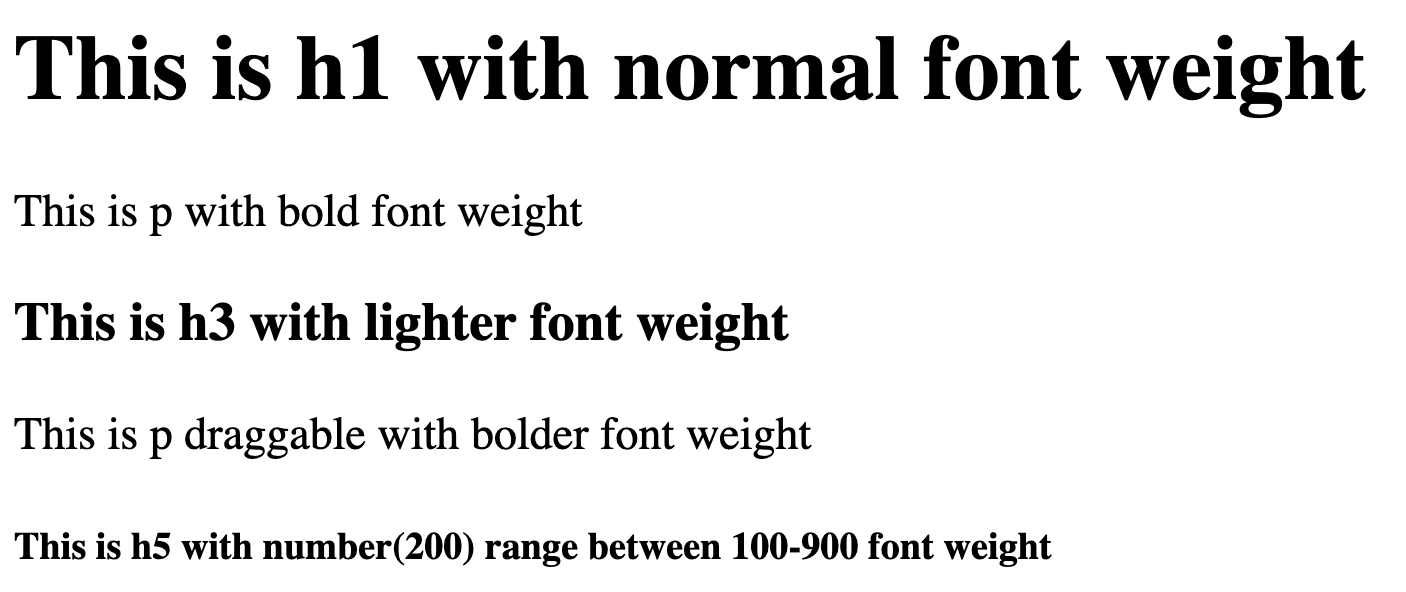 This is h1 with normal font weight
This is p with bold font weight
This is h3 with lighter font weight
This is p draggable with bolder font weight
This is h5 with number(200) range between 100-900 font weight